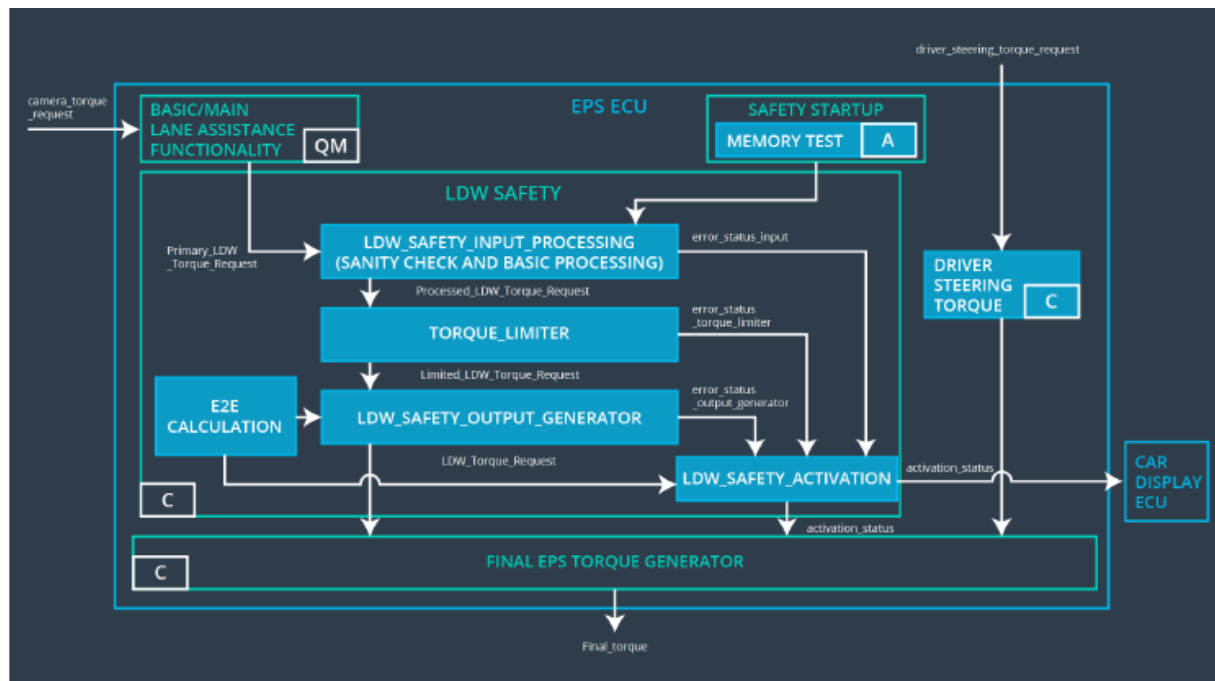 driver_steering_torque_request
camera_torque
_request
EPS ECU
BASIC/MAIN
LANE ASSISTANCE
FUNCTIONALITY
QM
SAFETY STARTUP
MEMORY TEST
A
LDW SAFETY
Primary_LDW
_Torque_Request
LDW_SAFETY_INPUT_PROCESSING
(SANITY CHECK AND BASIC PROCESSING)
error_status_input
DRIVER
STEERING
TORQUE
C
Processed_LDW_Torque_Request
TORQUE_LIMITER
error_status
_torque_limiter
Limited_LDW_Torque_Request
E2E
CALCULATION
LDW_SAFETY_OUTPUT_GENERATOR
error_status
_output_generator
LDW_Torque_Request
LDW_SAFETY_ACTIVATION
activation_status
CAR
DISPLAY
ECU
C
activation_status
C
FINAL EPS TORQUE GENERATOR
Final_torque